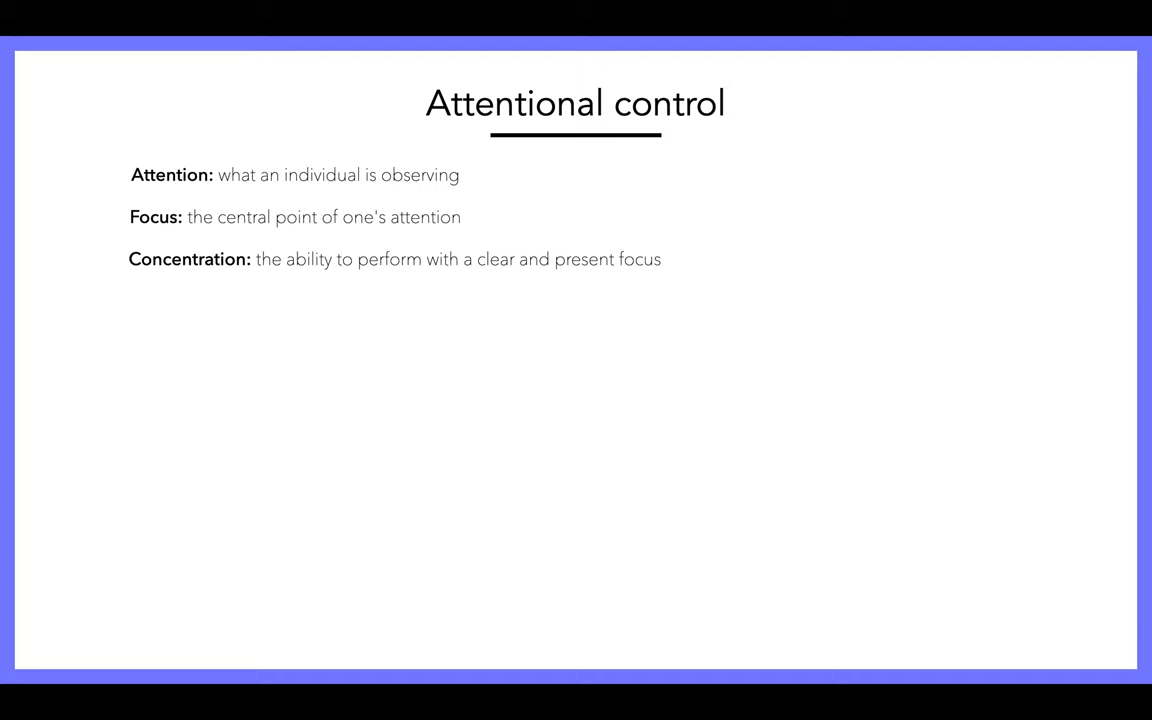 Attentional control
Attention: what an individual is observing
Focus: the central point of one's attention
Concentration: the ability to perform with a clear and present focus